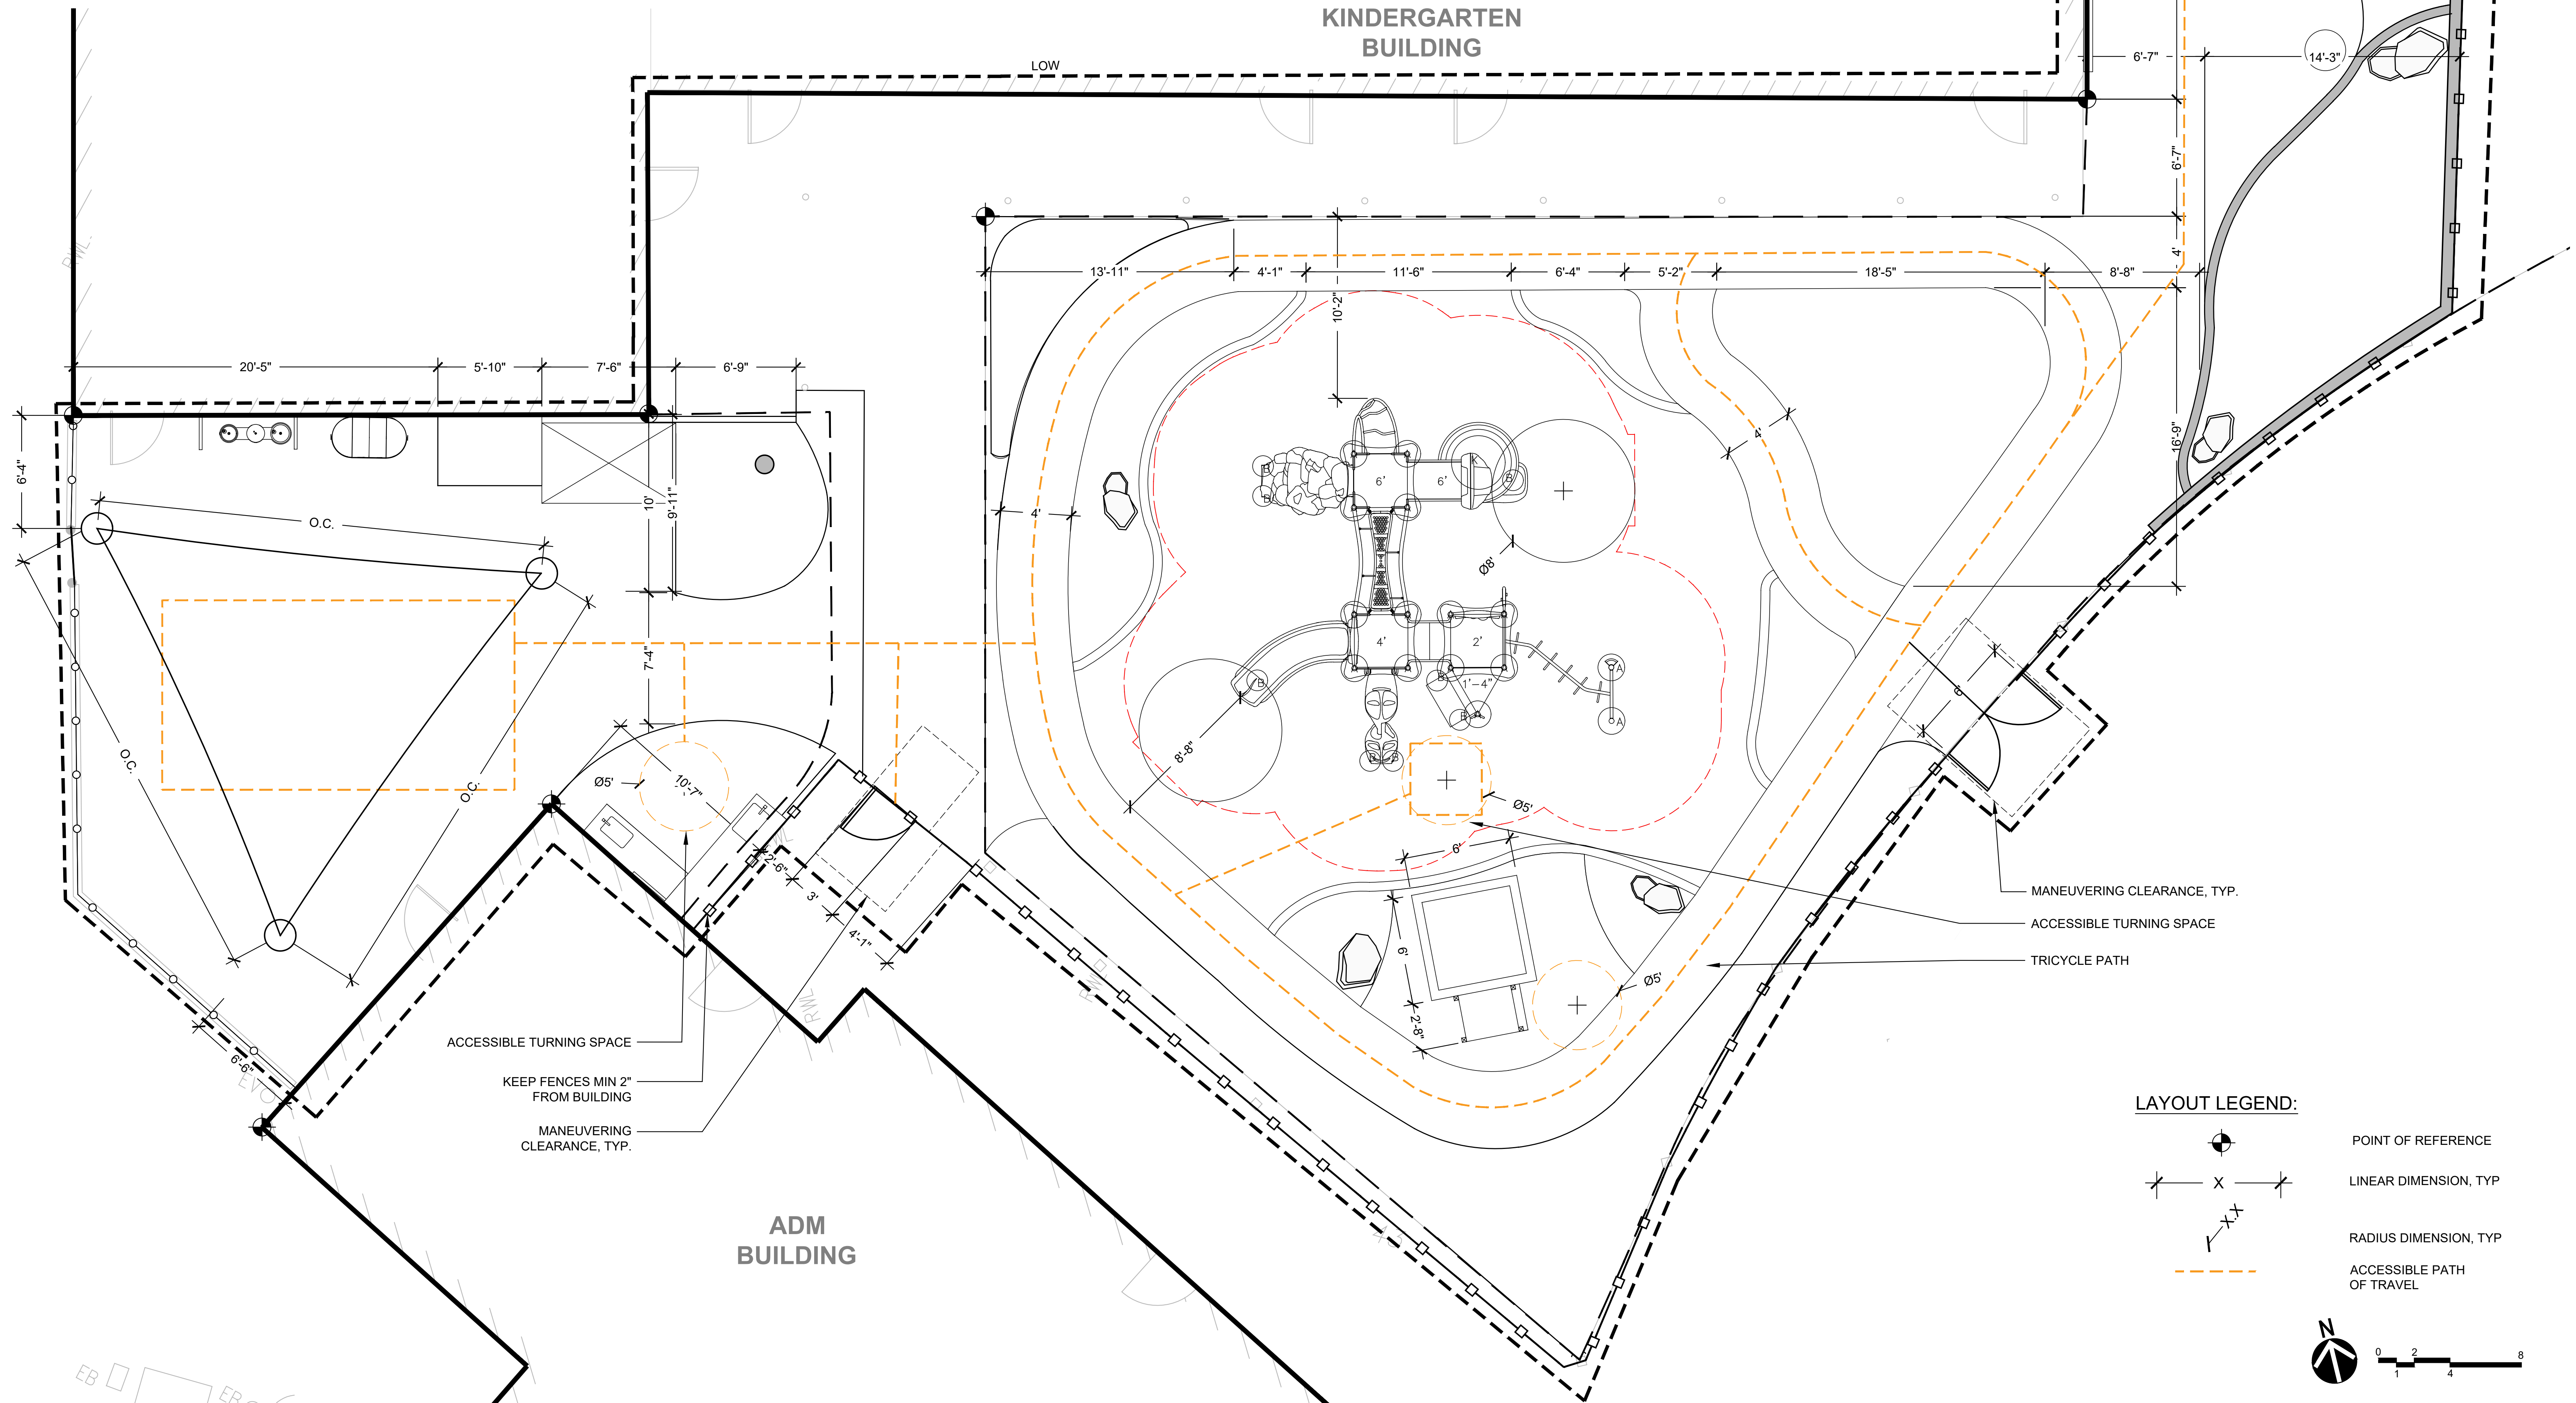 KINDERGARTEN
BUILDING
LOW
6'-7"
14'-3"
6'-7"
RWL.
4'
13'-11"
4'-1"
11'-6"
6'-4"
5'-2"
18'-5"
8'-8"
10'-2"
20'-5"
5'-10"
7'-6"
6'-9"
4'
16'-9"
6'-4"
10'
9'-11"
B
B
6'
6'
K
B
4'
O.C.
Ø8'
7'-4"
4'
2'
B
B
1'-4"
B
A
A
6'
8'-8"
O.C.
O.C.
Ø5'
10'-7"
Ø5'
2'-6"
3'
4'-1"
6'
6'
2'-8"
Ø5'
MANEUVERING CLEARANCE, TYP.
ACCESSIBLE TURNING SPACE
TRICYCLE PATH
RWL
6'-6"
ACCESSIBLE TURNING SPACE
KEEP FENCES MIN 2"
FROM BUILDING
MANEUVERING
CLEARANCE, TYP.
ADM
BUILDING
LAYOUT LEGEND:
POINT OF REFERENCE
X
LINEAR DIMENSION, TYP
X.X
RADIUS DIMENSION, TYP
ACCESSIBLE PATH
OF TRAVEL
N
0 2 8
1 4
EB
EB